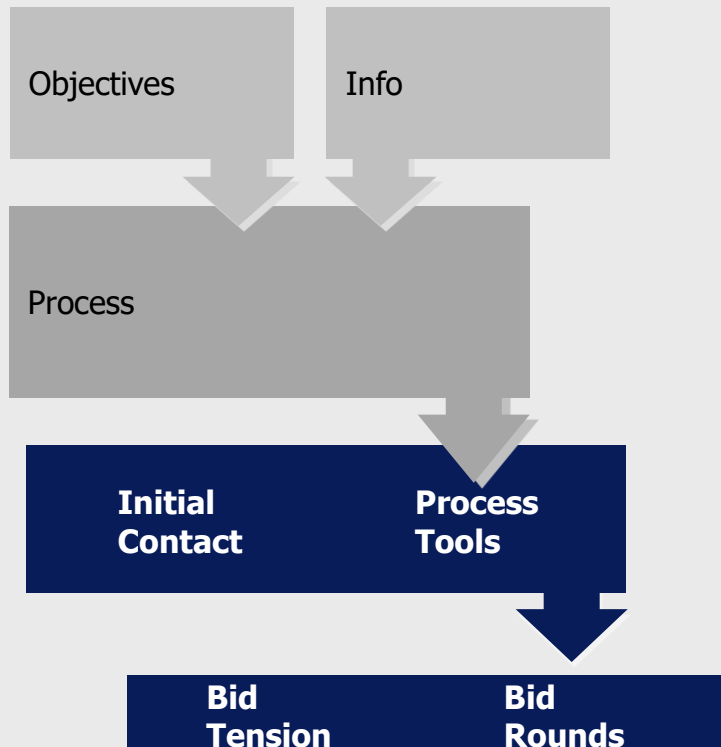 Objectives
Info
Process
Initial
Contact
Process
Tools
Bid
Tension
Bid
Rounds